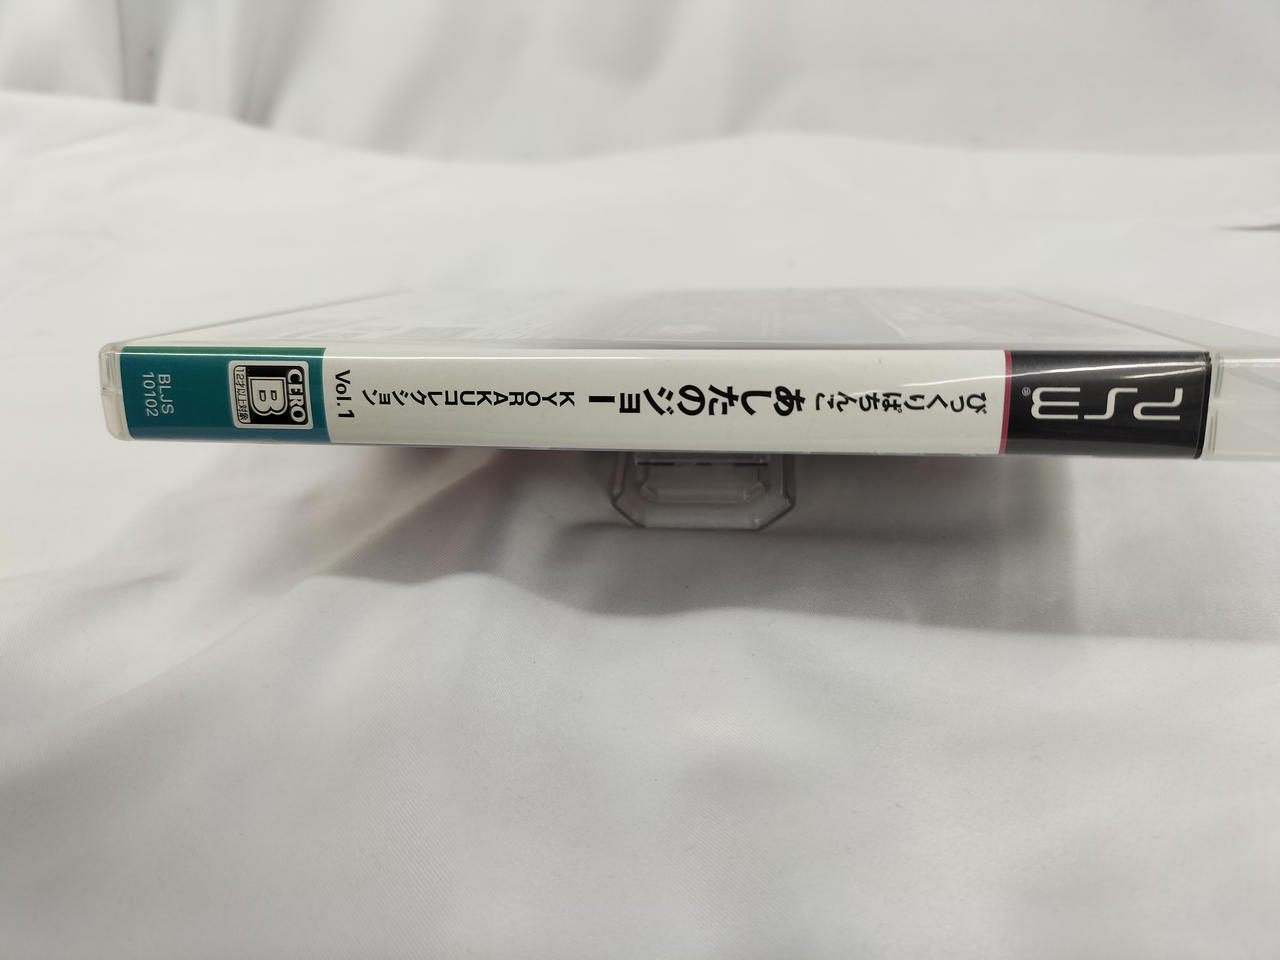 PS3
びっくりぱちんこ
あしたのジョー
KYORAKUコレクション
Vol.1
CERO
B
12才以上対象
BLJS
10102